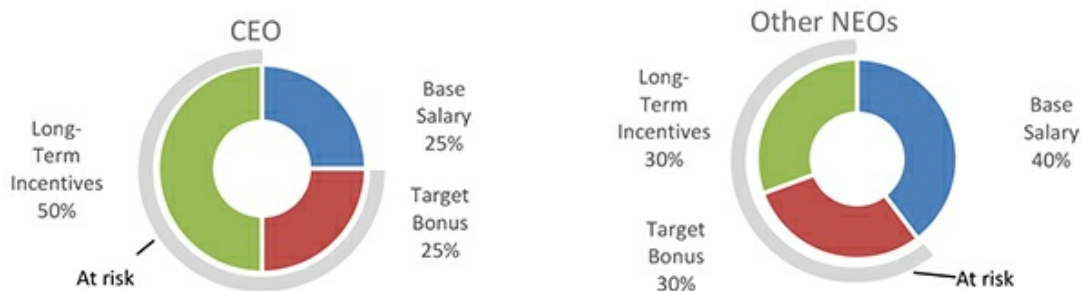 CEO
Base
Salary
25%
Long-
Term
Incentives
50%
Target
Bonus
25%
At risk
Other NEOs
Long-
Term
Incentives
30%
Base
Salary
40%
Target
Bonus
30%
At risk